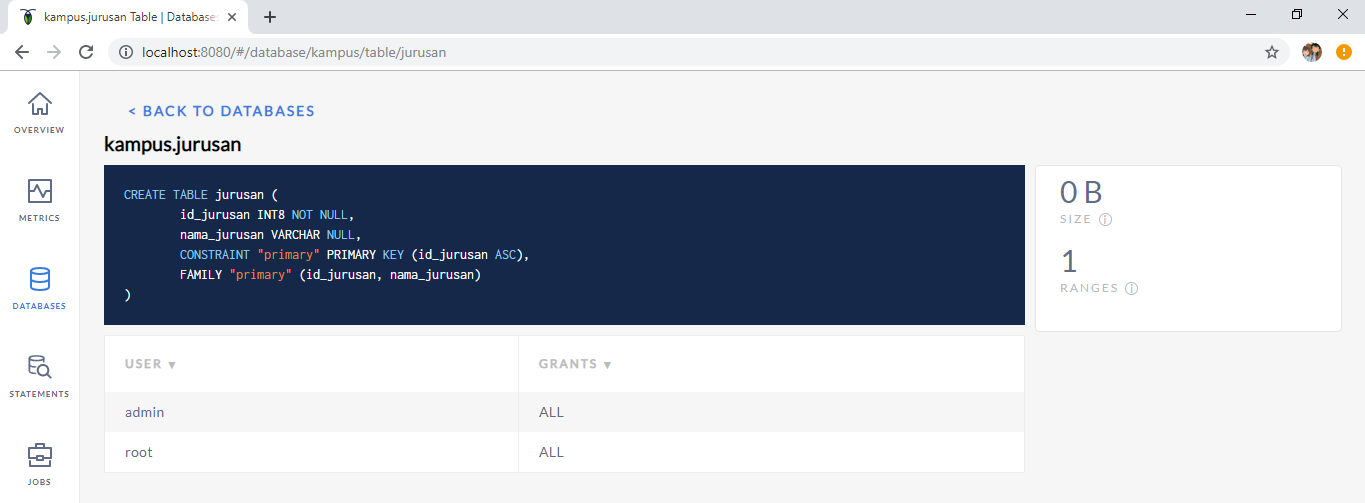 kampus.jurusan Table | Databases
localhost:8080/#/database/kampus/table/jurusan
OVERVIEW
METRICS
DATABASES
STATEMENTS
JOBS
< BACK TO DATABASES
kampus.jurusan
CREATE TABLE jurusan (
id_jurusan INT8 NOT NULL,
nama_jurusan VARCHAR NULL,
CONSTRAINT "primary" PRIMARY KEY (id_jurusan ASC),
FAMILY "primary" (id_jurusan, nama_jurusan)
)
0 B
SIZE
1
RANGES
USER ▼ GRANTS ▼
admin ALL
root ALL